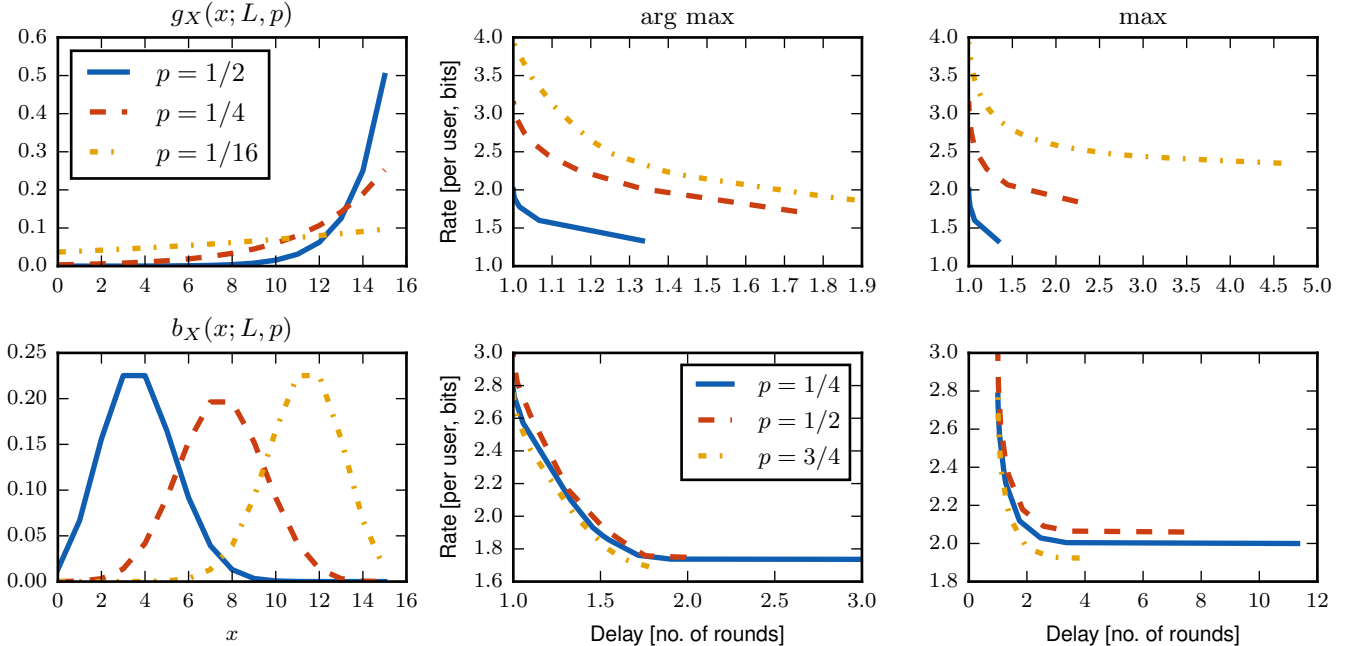 g_X(x; L, p)
arg max
max
0.6
0.5
0.4
0.3
0.2
0.1
0.0
p = 1/2
p = 1/4
p = 1/16
0 2 4 6 8 10 12 14 16
Rate [per user, bits]
4.0
3.5
3.0
2.5
2.0
1.5
1.0
1.0 1.1 1.2 1.3 1.4 1.5 1.6 1.7 1.8 1.9
4.0
3.5
3.0
2.5
2.0
1.5
1.0
1.0 1.5 2.0 2.5 3.0 3.5 4.0 4.5 5.0
b_X(x; L, p)
0.25
0.20
0.15
0.10
0.05
0.00
0 2 4 6 8 10 12 14 16
x
Rate [per user, bits]
3.0
2.8
2.6
2.4
2.2
2.0
1.8
1.6
p = 1/4
p = 1/2
p = 3/4
1.0 1.5 2.0 2.5 3.0
Delay [no. of rounds]
3.0
2.8
2.6
2.4
2.2
2.0
1.8
0 2 4 6 8 10 12
Delay [no. of rounds]